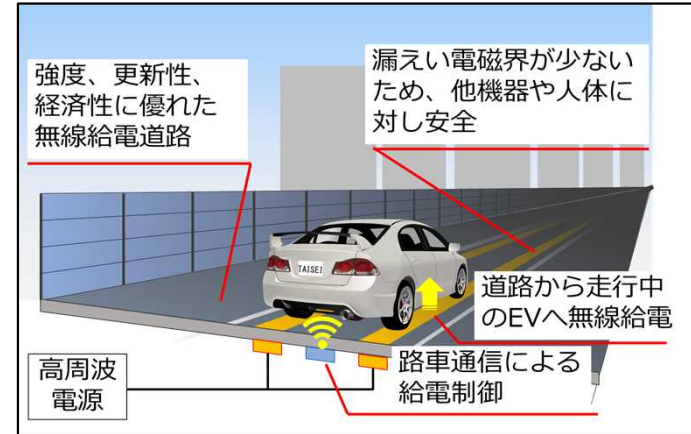 強度、更新性、
経済性に優れた
無線給電道路
漏えい電磁界が少ない
ため、他機器や人体に
対し安全
TAISEI
道路から走行中
のEVへ無線給電
路車通信による
給電制御
高周波
電源